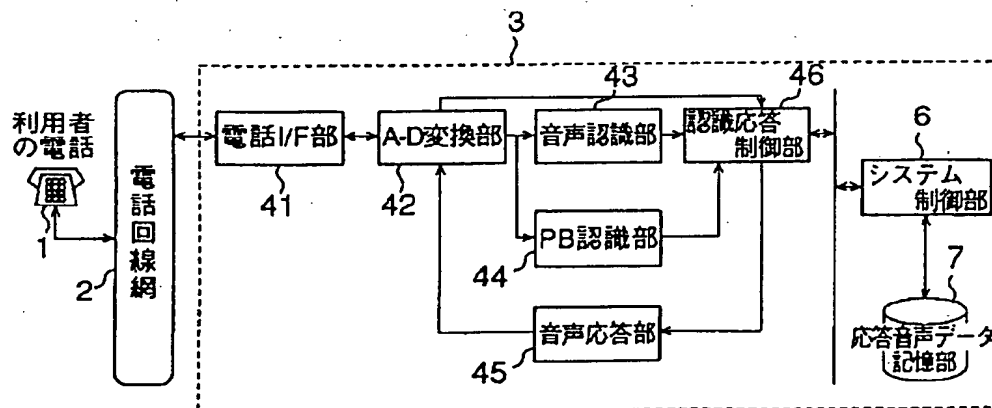 3
利用者
の電話
1
電話回線網
2
電話I/F部
41
A-D変換部
42
音声認識部
43
PB認識部
44
音声応答部
45
認識応答
制御部
46
システム
制御部
6
7
応答音声データ
記憶部